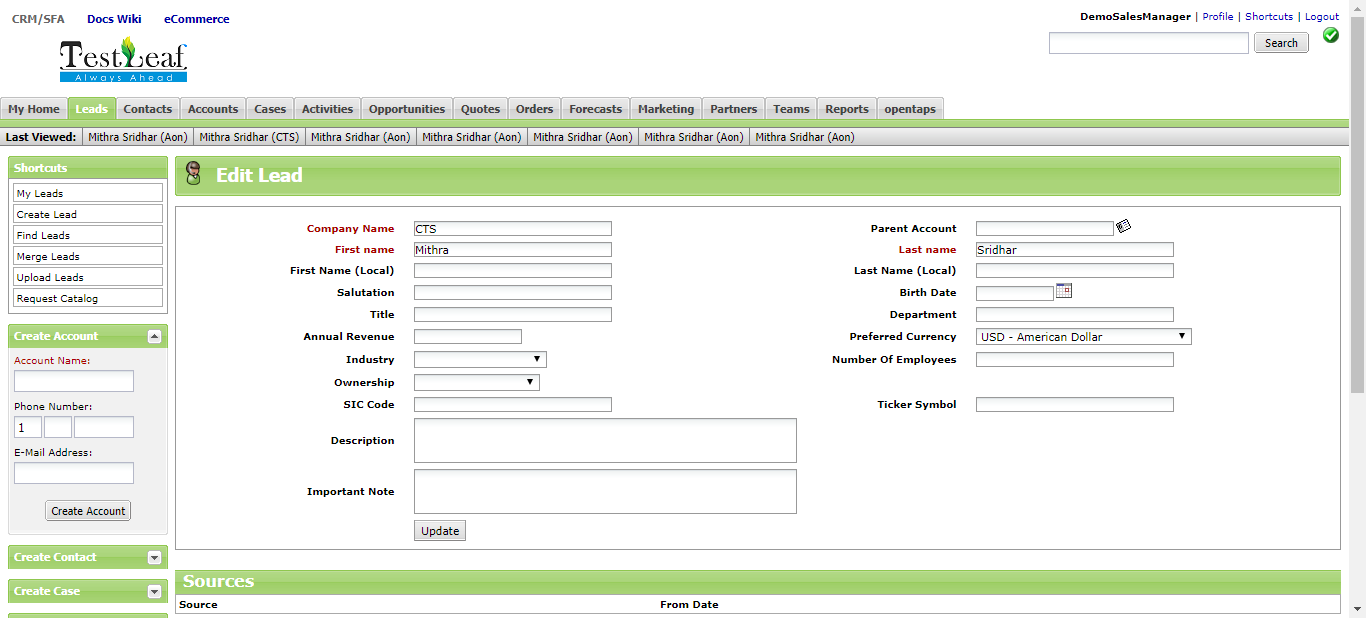 CRM/SFA Docs Wiki eCommerce
DemoSalesManager | Profile | Shortcuts | Logout
Search
TestLeaf
Always Ahead
My Home Leads Contacts Accounts Cases Activities Opportunities Quotes Orders Forecasts Marketing Partners Teams Reports opentaps
Last Viewed: Mithra Sridhar (Aon) Mithra Sridhar (CTS) Mithra Sridhar (Aon) Mithra Sridhar (Aon) Mithra Sridhar (Aon) Mithra Sridhar (Aon) Mithra Sridhar (Aon)
Shortcuts
My Leads
Create Lead
Find Leads
Merge Leads
Upload Leads
Request Catalog
Create Account
Account Name:
Phone Number:
1
E-Mail Address:
Create Account
Create Contact
Create Case
Edit Lead
Company Name CTS Parent Account
First name Mithra Last name Sridhar
First Name (Local) Last Name (Local)
Salutation Birth Date
Title Department
Annual Revenue Preferred Currency USD - American Dollar
Industry Number Of Employees
Ownership
SIC Code Ticker Symbol
Description
Important Note
Update
Sources
Source From Date